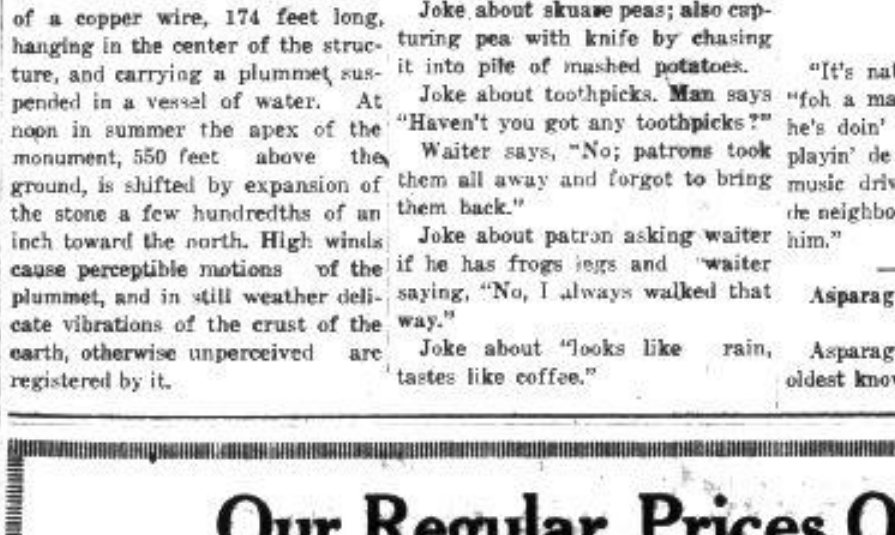 of a copper wire, 174 feet long,
hanging in the center of the struc-
ture, and carrying a plummet sus-
pended in a vessel of water. At
noon in summer the apex of the
monument, 550 feet above the
ground, is shifted by expansion of
the stone a few hundredths of an
inch toward the north. High winds
cause perceptible motions of the
plummet, and in still weather deli-
cate vibrations of the crust of the
earth, otherwise unperceived are
registered by it.
Joke about skuare peas; also cap-
turing pea with knife by chasing
it into pile of mashed potatoes.
Joke about toothpicks. Man says
"Haven't you got any toothpicks?"
Waiter says, "No; patrons took
them all away and forgot to bring
them back."
Joke about patron asking waiter
if he has frogs legs and "waiter
saying, "No, I always walked that
way."
Joke about "looks like rain,
tastes like coffee."
"It's nal
"foh a ma
he's doin'
playin' de
music driv
de neighbo
him."
Asparag
Asparag
oldest know
Our Regular Prices O